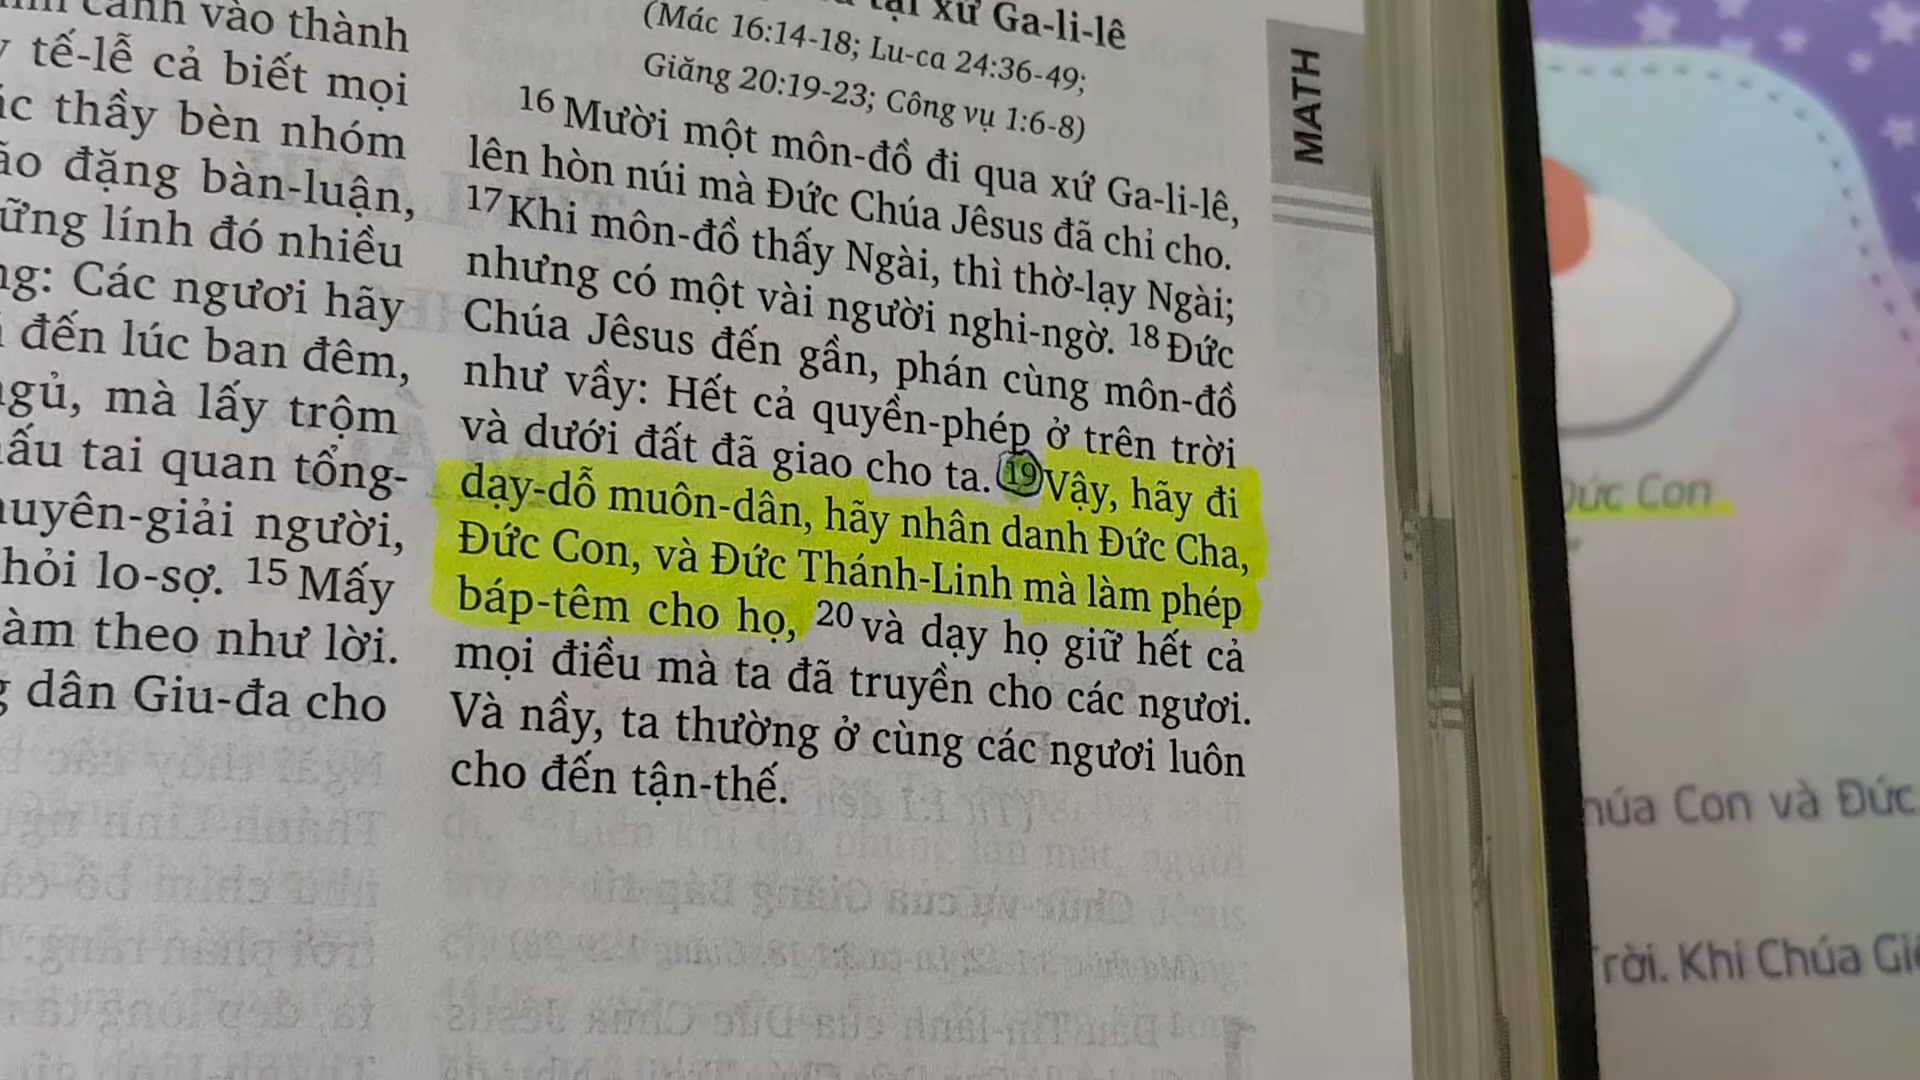 cảnh vào thành
tế-lễ cả biết mọi
thầy bèn nhóm
đặng bàn-luận,
lính đó nhiều
Các ngươi hãy
đến lúc ban đêm,
mà lấy trộm
tai quan tổng-
người,
lo-sợ. 15 Mấy
theo như lời.
dân Giu-đa cho
tại xứ Ga-li-lê
(Mác 16:14-18; Lu-ca 24:36-49;
Giăng 20:19-23; Công vụ 1:6-8)
16 Mười một môn-đồ đi qua xứ Ga-li-lê,
lên hòn núi mà Đức Chúa Jêsus đã chỉ cho.
17 Khi môn-đồ thấy Ngài, thì thờ-lạy Ngài;
nhưng có một vài người nghi-ngờ. 18 Đức
Chúa Jêsus đến gần, phán cùng môn-đồ
như vầy: Hết cả quyền-phép ở trên trời
và dưới đất đã giao cho ta. 19 Vậy, hãy đi
dạy-dỗ muôn-dân, hãy nhân danh Đức Cha,
Đức Con, và Đức Thánh-Linh mà làm phép
báp-têm cho họ, 20 và dạy họ giữ hết cả
mọi điều mà ta đã truyền cho các ngươi.
Và nầy, ta thường ở cùng các ngươi luôn
cho đến tận-thế.
MATH
Đức Con
Con và Đức
Khi Chúa